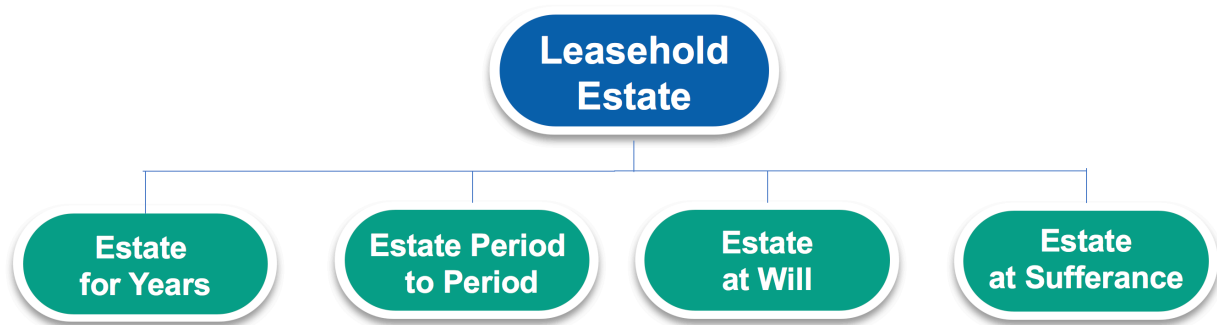 Leasehold
Estate
Estate
for Years
Estate Period
to Period
Estate
at Will
Estate
at Sufferance